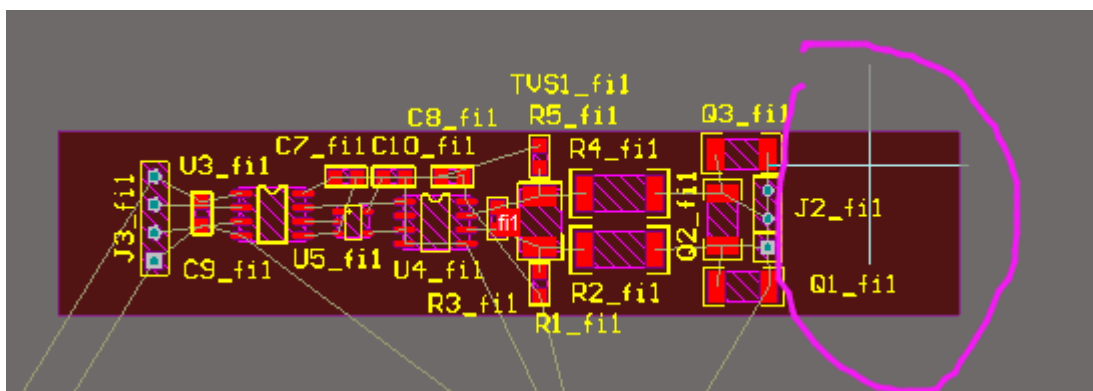 TVS1_fi1
C8_fi1
R5_fi1
Q3_fi1
C7_fi1
C10_fi1
R4_fi1
U3_fi1
J3_fi1
fi1
Q2_fi1
J2_fi1
C9_fi1
U5_fi1
U4_fi1
R3_fi1
R2_fi1
Q1_fi1
R1_fi1